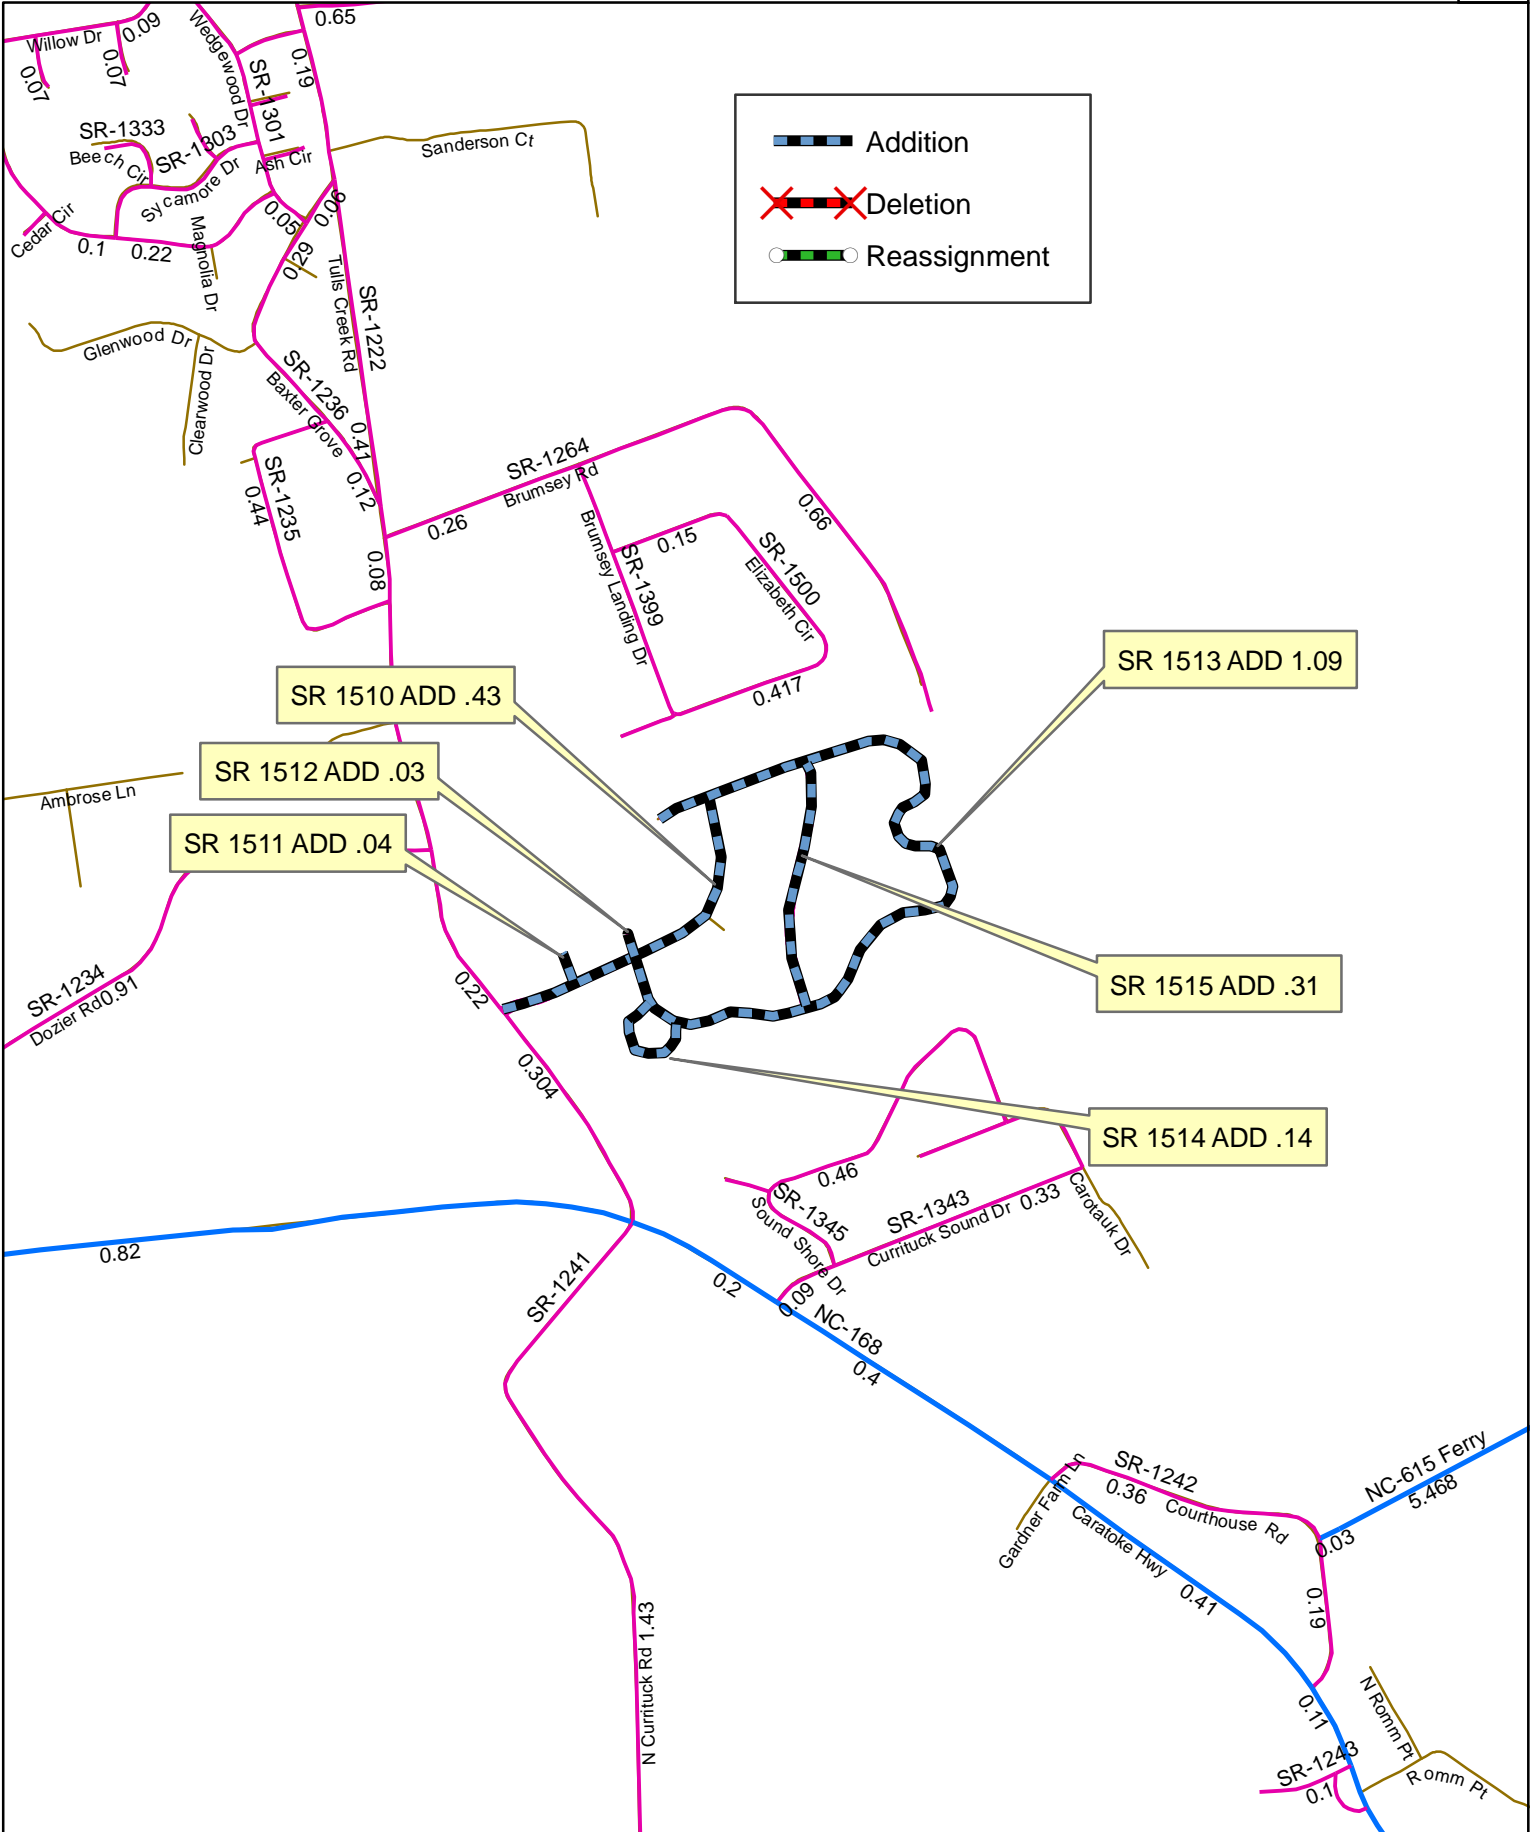 0.65
0.09
Willow Dr
0.07
0.07
Wedgewood Dr
0.19
SR-1301
SR-1333
Beech Cir
SR-1303
Sycamore Dr
Ash Cir
Sanderson Ct
Cedar Cir
0.1
0.22
Magnolia Dr
0.05
0.06
0.29
Tulls Creek Rd
SR-1222
Glenwood Dr
Clearwood Dr
SR-1236
Baxter Grove
0.41
0.12
SR-1235
0.44
0.08
Addition
Deletion
Reassignment
SR-1264
Brumsey Rd
0.26
0.66
0.15
SR-1500
Elizabeth Cir
SR-1399
Brumsey Landing Dr
0.417
SR 1513 ADD 1.09
SR 1510 ADD .43
SR 1512 ADD .03
SR 1511 ADD .04
Ambrose Ln
SR-1234
Dozier Rd 0.91
0.22
0.304
SR 1515 ADD .31
SR 1514 ADD .14
0.46
SR-1345
Sound Shore Dr
SR-1343
Currituck Sound Dr
0.33
Carotauk Dr
0.82
SR-1241
0.2
0.09
NC-168
0.4
NC-615 Ferry
5.468
SR-1242
0.36
Courthouse Rd
0.03
Gardner Farm Ln
Caratoke Hwy
0.41
0.19
N Currituck Rd 1.43
0.11
N Romm Pt
SR-1243
0.1
Romm Pt